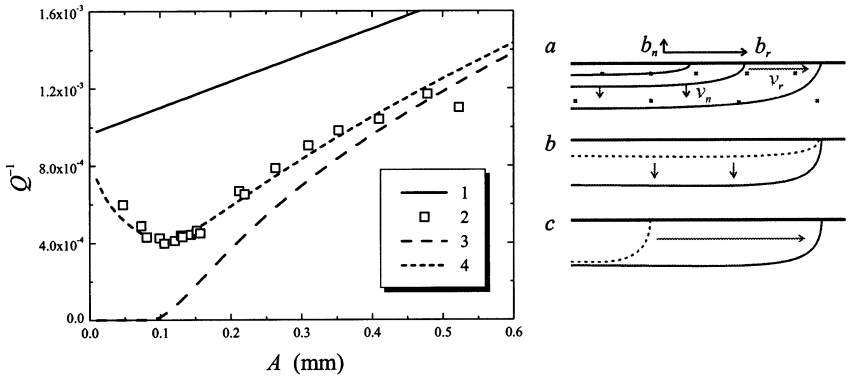 1.6x10⁻³
1.2x10⁻³
8.0x10⁻⁴
4.0x10⁻⁴
0.0
Q⁻¹
1
2
3
4
0.0 0.1 0.2 0.3 0.4 0.5 0.6
A (mm)
a
bₙ bᵣ
vₙ vᵣ
b
c